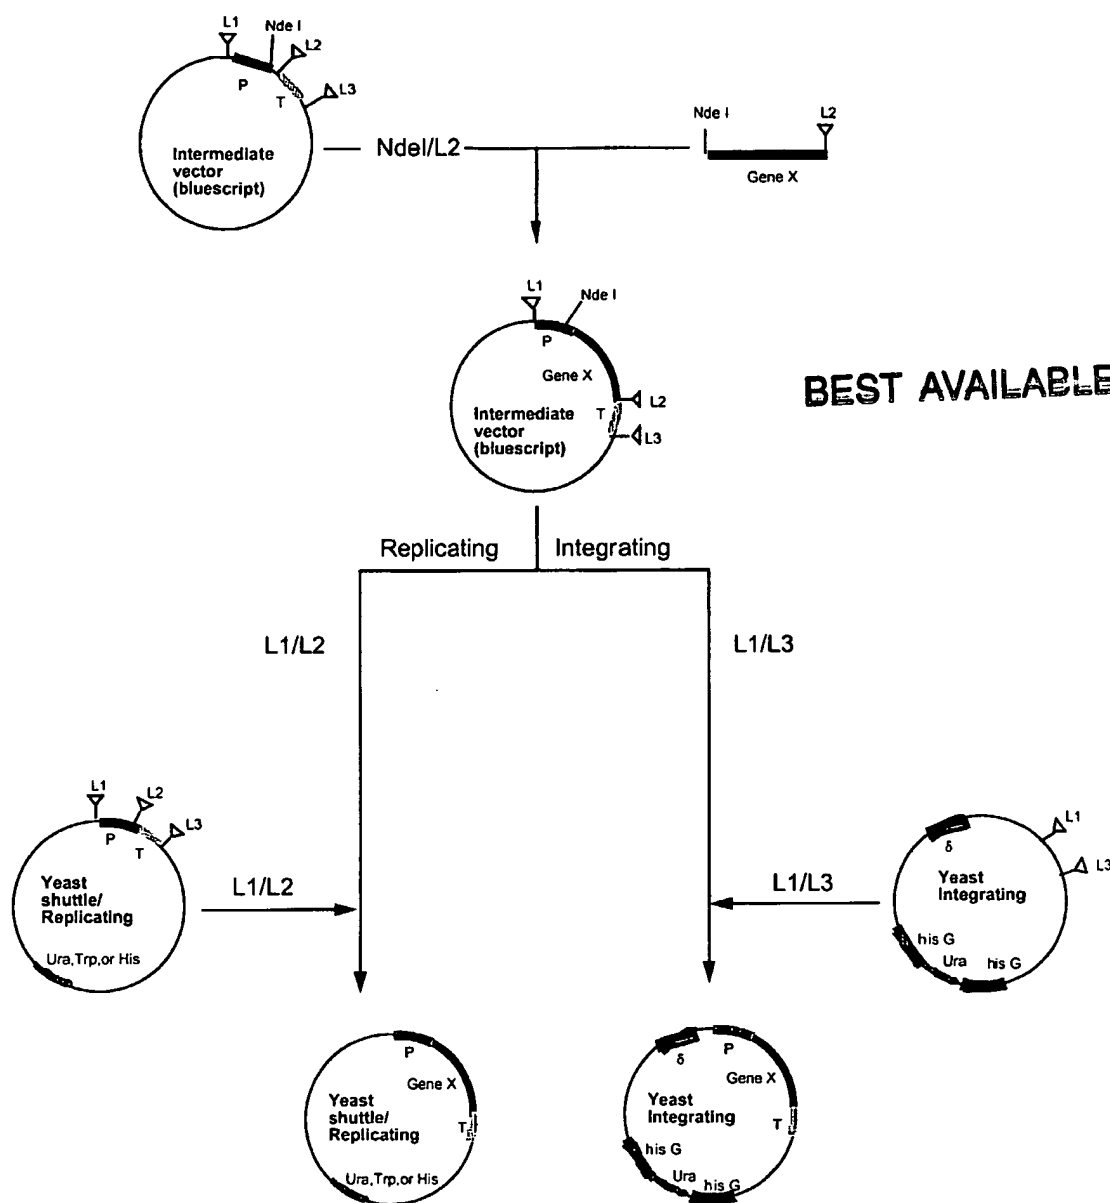 L1
Nde I
L2
P
T
L3
Intermediate
vector
(bluescript)
NdeI/L2
Nde I
L2
Gene X
L1
Nde I
P
Gene X
L2
T
L3
Intermediate
vector
(bluescript)
BEST AVAILABLE
Replicating
Integrating
L1/L2
L1/L3
L1
L2
L3
P
T
Yeast
shuttle/
Replicating
Ura,Trp,or His
L1/L2
L1/L3
δ
L1
L3
Yeast
Integrating
his G
Ura
his G
P
Gene X
T
Yeast
shuttle/
Replicating
Ura,Trp,or His
δ
P
Gene X
T
Yeast
Integrating
his G
Ura
his G